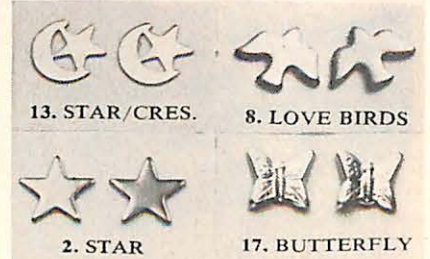 13. STAR/CRES.
8. LOVE BIRDS
2. STAR
17. BUTTERFLY